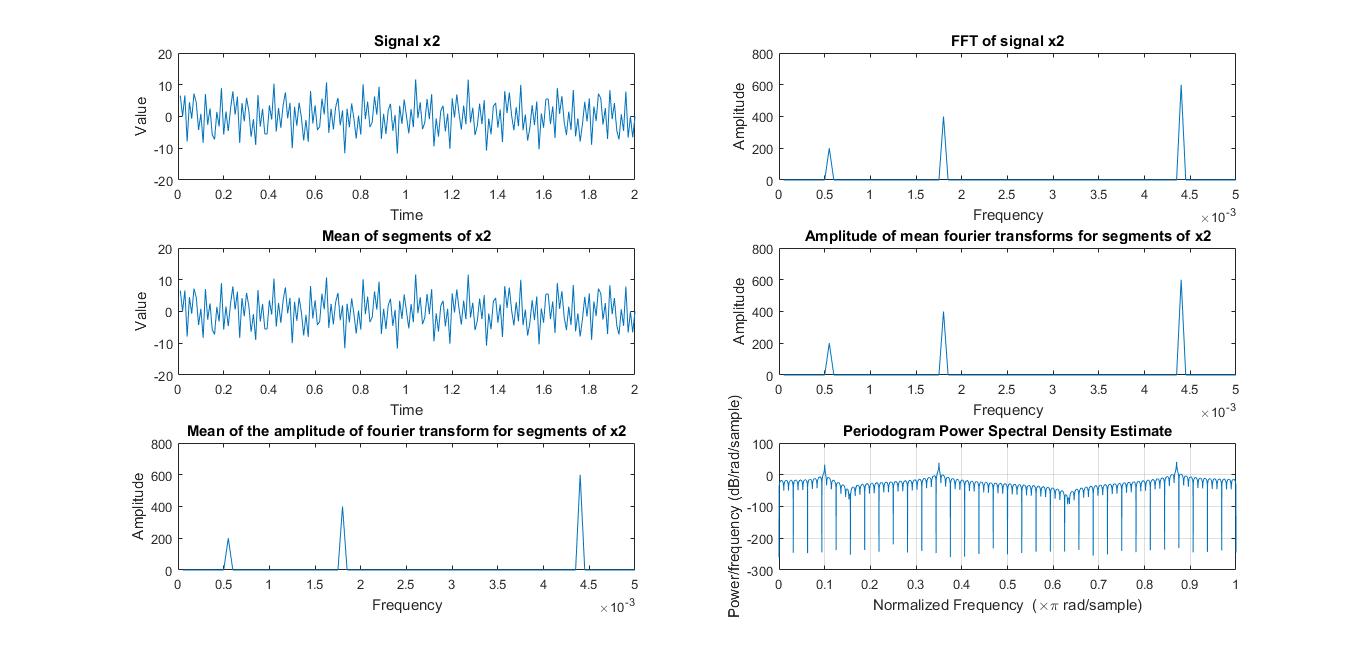 Signal x2
Value
20
10
0
-10
-20
0 0.2 0.4 0.6 0.8 1 1.2 1.4 1.6 1.8 2
Time
FFT of signal x2
Amplitude
800
600
400
200
0
0 0.5 1 1.5 2 2.5 3 3.5 4 4.5 5
Frequency
×10-3
Mean of segments of x2
Value
20
10
0
-10
-20
0 0.2 0.4 0.6 0.8 1 1.2 1.4 1.6 1.8 2
Time
Amplitude of mean fourier transforms for segments of x2
Amplitude
800
600
400
200
0
0 0.5 1 1.5 2 2.5 3 3.5 4 4.5 5
Frequency
×10-3
Mean of the amplitude of fourier transform for segments of x2
Amplitude
800
600
400
200
0
0 0.5 1 1.5 2 2.5 3 3.5 4 4.5 5
Frequency
×10-3
Periodogram Power Spectral Density Estimate
Power/frequency (dB/rad/sample)
100
0
-100
-200
-300
0 0.1 0.2 0.3 0.4 0.5 0.6 0.7 0.8 0.9 1
Normalized Frequency (×π rad/sample)